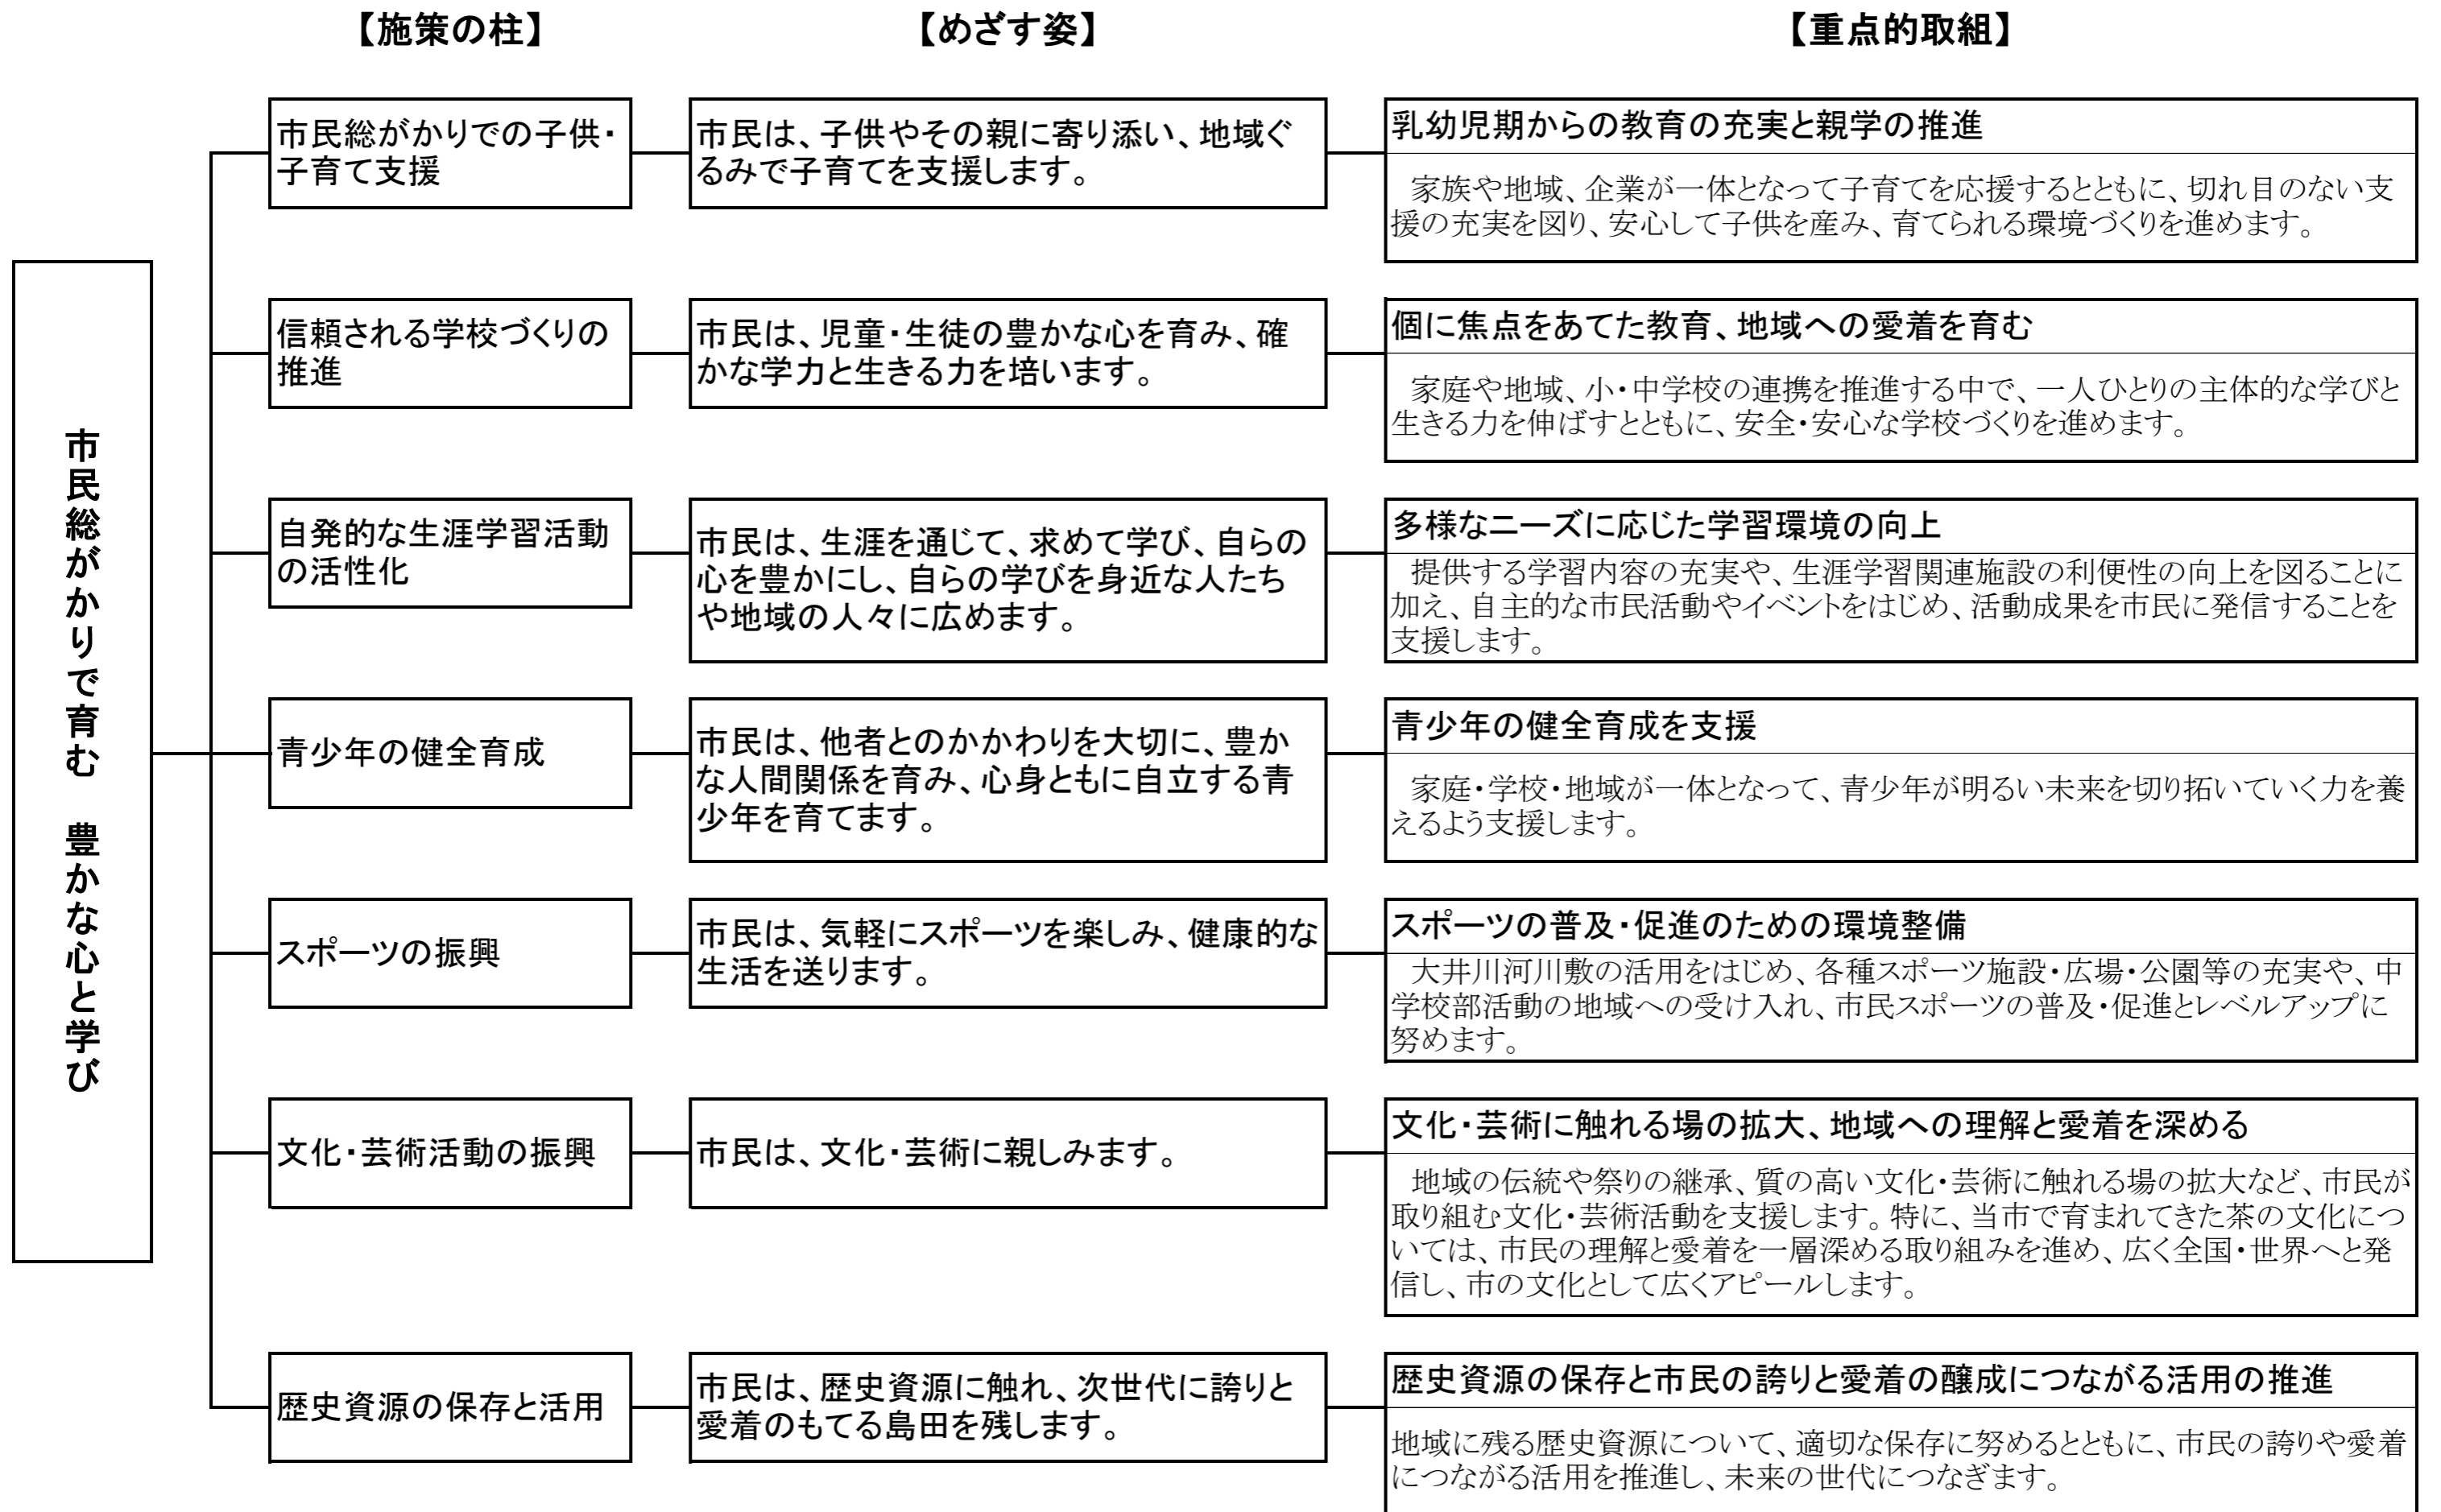 【施策の柱】
【めざす姿】
【重点的取組】
市民総がかりで育む　豊かな心と学び
市民総がかりでの子供・
子育て支援
市民は、子供やその親に寄り添い、地域ぐ
るみで子育てを支援します。
乳幼児期からの教育の充実と親学の推進
家族や地域、企業が一体となって子育てを応援するとともに、切れ目のない支
援の充実を図り、安心して子供を産み、育てられる環境づくりを進めます。
信頼される学校づくりの
推進
市民は、児童・生徒の豊かな心を育み、確
かな学力と生きる力を培います。
個に焦点をあてた教育、地域への愛着を育む
家庭や地域、小・中学校の連携を推進する中で、一人ひとりの主体的な学びと
生きる力を伸ばすとともに、安全・安心な学校づくりを進めます。
自発的な生涯学習活動
の活性化
市民は、生涯を通じて、求めて学び、自らの
心を豊かにし、自らの学びを身近な人たち
や地域の人々に広めます。
多様なニーズに応じた学習環境の向上
提供する学習内容の充実や、生涯学習関連施設の利便性の向上を図ることに
加え、自主的な市民活動やイベントをはじめ、活動成果を市民に発信することを
支援します。
青少年の健全育成
市民は、他者とのかかわりを大切に、豊か
な人間関係を育み、心身ともに自立する青
少年を育てます。
青少年の健全育成を支援
家庭・学校・地域が一体となって、青少年が明るい未来を切り拓いていく力を養
えるよう支援します。
スポーツの振興
市民は、気軽にスポーツを楽しみ、健康的な
生活を送ります。
スポーツの普及・促進のための環境整備
大井川河川敷の活用をはじめ、各種スポーツ施設・広場・公園等の充実や、中
学校部活動の地域への受け入れ、市民スポーツの普及・促進とレベルアップに
努めます。
文化・芸術活動の振興
市民は、文化・芸術に親しみます。
文化・芸術に触れる場の拡大、地域への理解と愛着を深める
地域の伝統や祭りの継承、質の高い文化・芸術に触れる場の拡大など、市民が
取り組む文化・芸術活動を支援します。特に、当市で育まれてきた茶の文化につ
いては、市民の理解と愛着を一層深める取り組みを進め、広く全国・世界へと発
信し、市の文化として広くアピールします。
歴史資源の保存と活用
市民は、歴史資源に触れ、次世代に誇りと
愛着のもてる島田を残します。
歴史資源の保存と市民の誇りと愛着の醸成につながる活用の推進
地域に残る歴史資源について、適切な保存に努めるとともに、市民の誇りや愛着
につながる活用を推進し、未来の世代につなぎます。